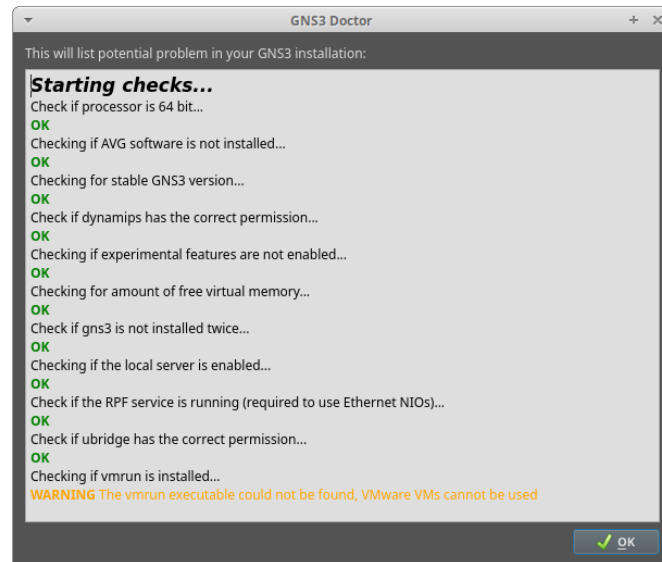 GNS3 Doctor
This will list potential problem in your GNS3 installation:
Starting checks...
Check if processor is 64 bit...
OK
Checking if AVG software is not installed...
OK
Checking for stable GNS3 version...
OK
Check if dynamips has the correct permission...
OK
Checking if experimental features are not enabled...
OK
Checking for amount of free virtual memory...
OK
Check if gns3 is not installed twice...
OK
Checking if the local server is enabled...
OK
Check if the RPF service is running (required to use Ethernet NIOs)...
OK
Check if ubridge has the correct permission...
OK
Checking if vmrun is installed...
WARNING The vmrun executable could not be found, VMware VMs cannot be used
OK